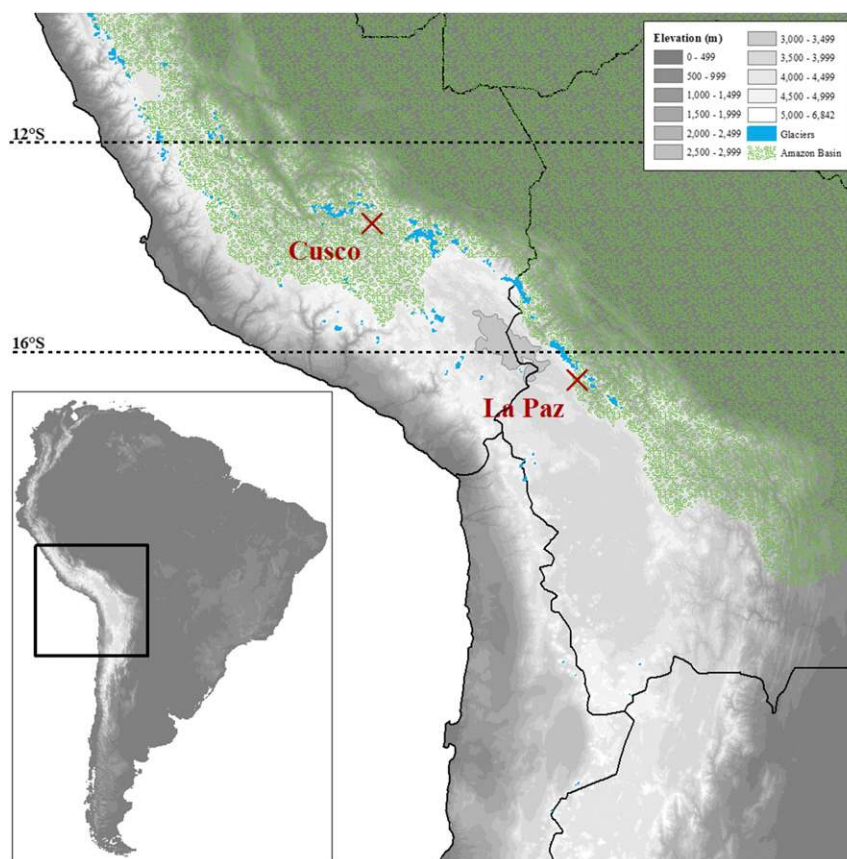 Elevation (m)
0 - 499
500 - 999
1,000 - 1,499
1,500 - 1,999
2,000 - 2,499
2,500 - 2,999
3,000 - 3,499
3,500 - 3,999
4,000 - 4,499
4,500 - 4,999
5,000 - 6,842
Glaciers
Amazon Basin
12°S
Cusco
16°S
La Paz